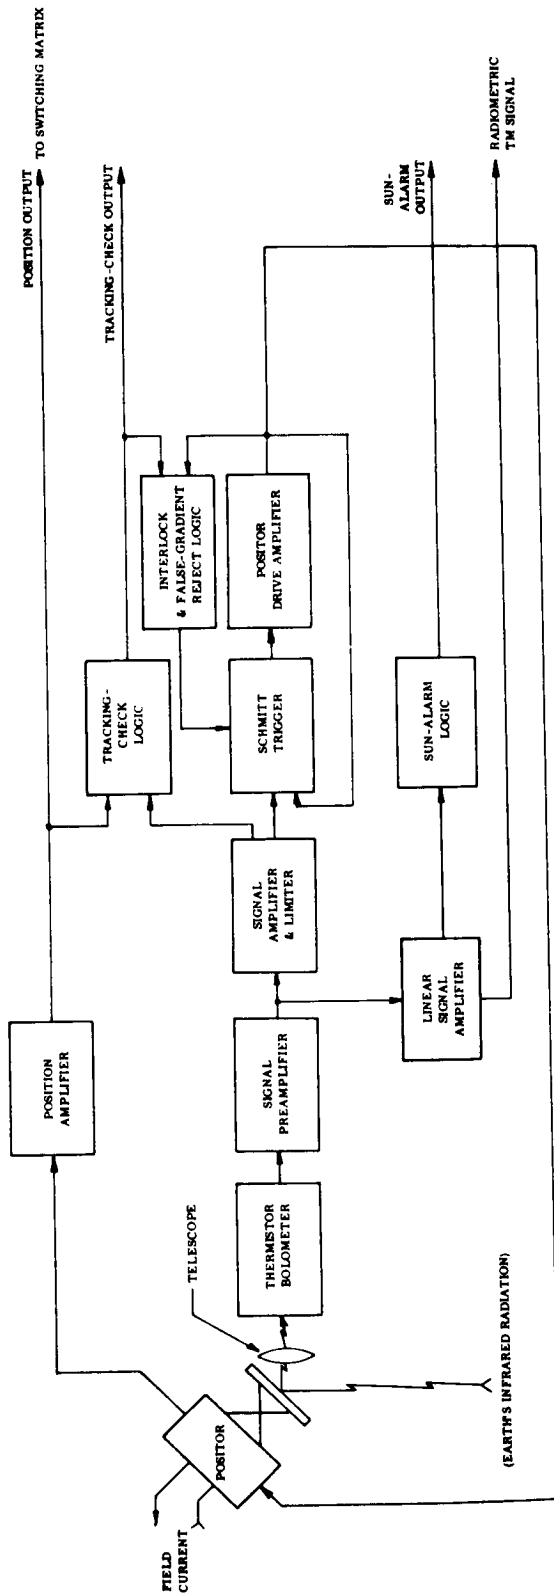 POSITION OUTPUT
TO SWITCHING MATRIX
TRACKING-CHECK OUTPUT
SUN-
ALARM
OUTPUT
RADIOMETRIC
TM SIGNAL
INTERLOCK
& FALSE-GRADIENT
REJECT LOGIC
POSITOR
DRIVE AMPLIFIER
TRACKING-
CHECK
LOGIC
SCHMITT
TRIGGER
SUN-ALARM
LOGIC
SIGNAL
AMPLIFIER
& LIMITER
LINEAR
SIGNAL
AMPLIFIER
POSITION
AMPLIFIER
SIGNAL
PREAMPLIFIER
THERMISTOR
BOLOMETER
TELESCOPE
POSITOR
FIELD
CURRENT
(EARTH'S INFRARED RADIATION)